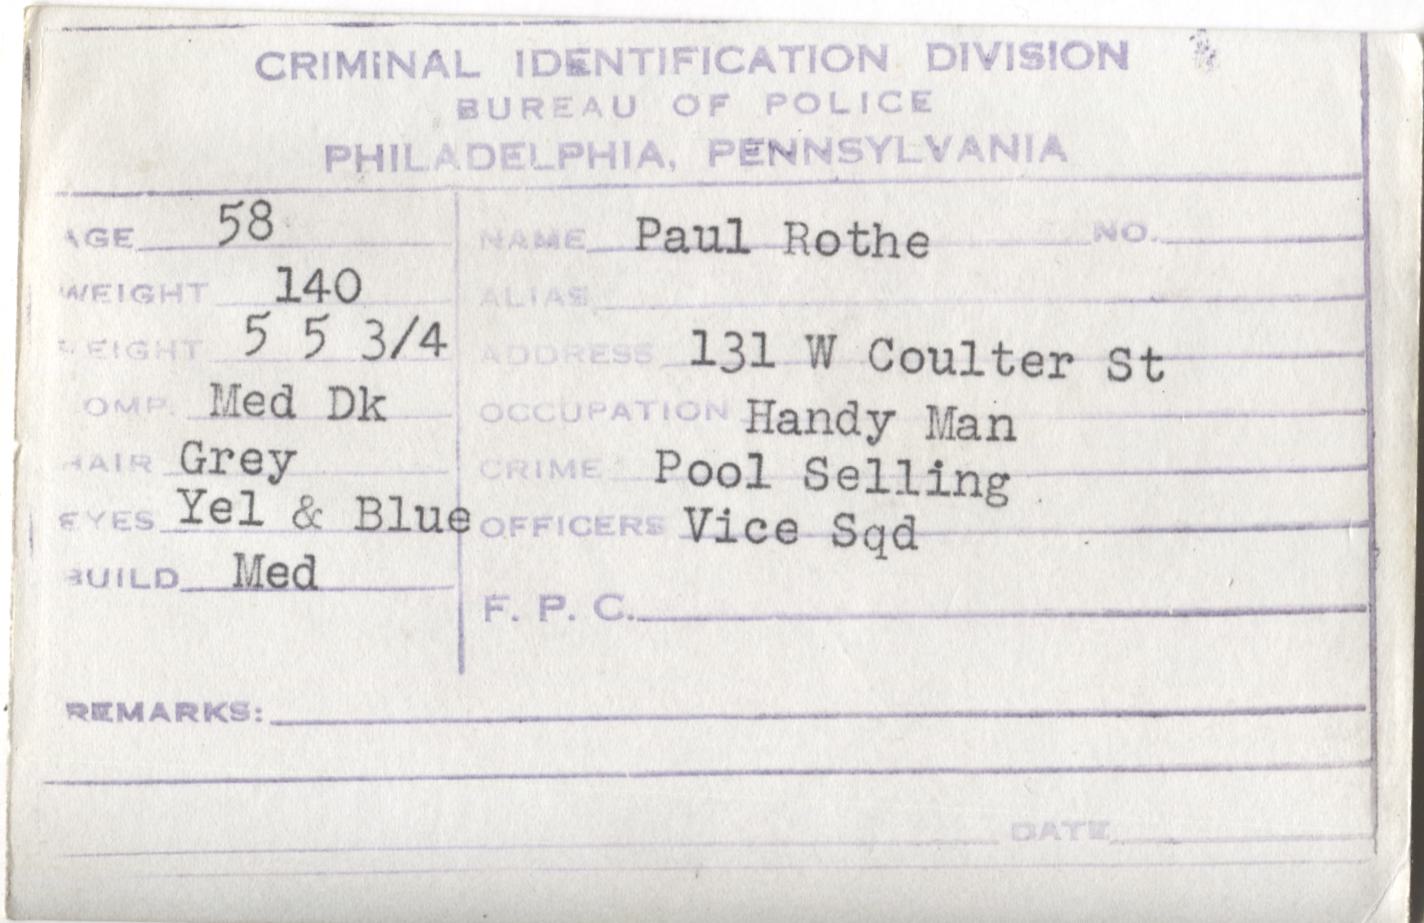 CRIMINAL IDENTIFICATION DIVISION
BUREAU OF POLICE
PHILADELPHIA, PENNSYLVANIA
AGE 58
WEIGHT 140
HEIGHT 5 5 3/4
COMP. Med Dk
HAIR Grey
EYES Yel & Blue
BUILD Med
NAME Paul Rothe NO.
ALIAS
ADDRESS 131 W Coulter St
OCCUPATION Handy Man
CRIME Pool Selling
OFFICERS Vice Sqd
F. P. C.
REMARKS:
DATE